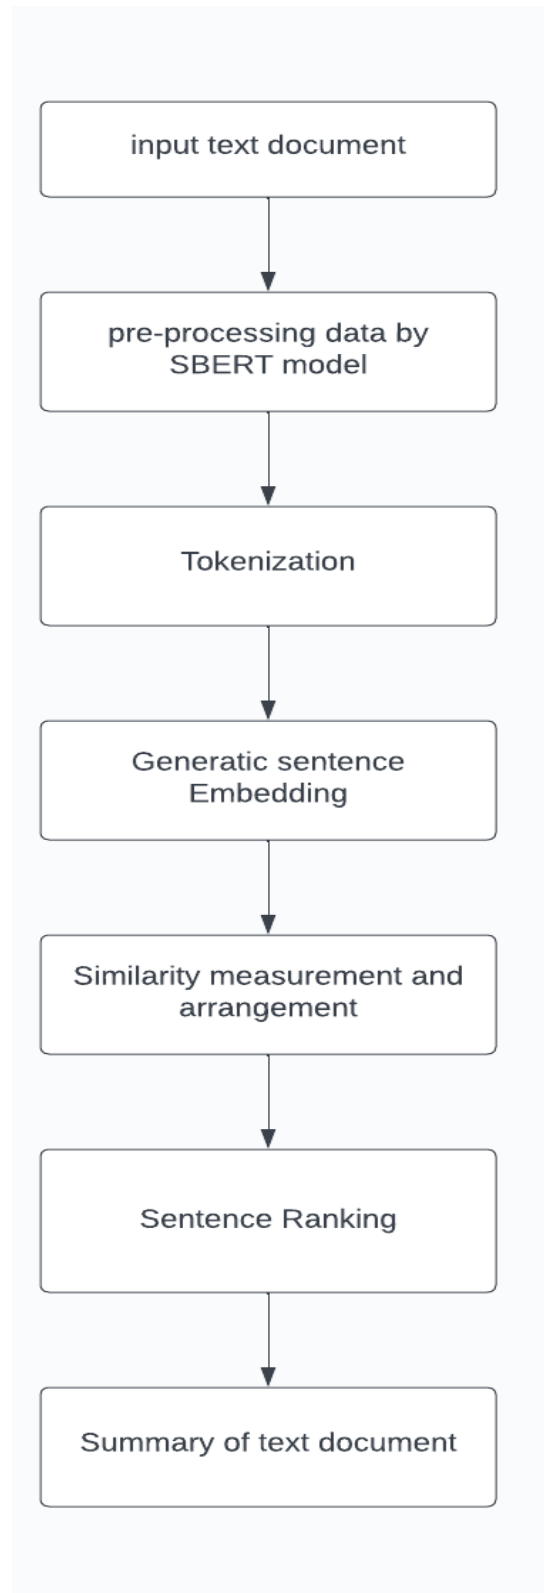 input text document
pre-processing data by
SBERT model
Tokenization
Generatic sentence
Embedding
Similarity measurement and
arrangement
Sentence Ranking
Summary of text document